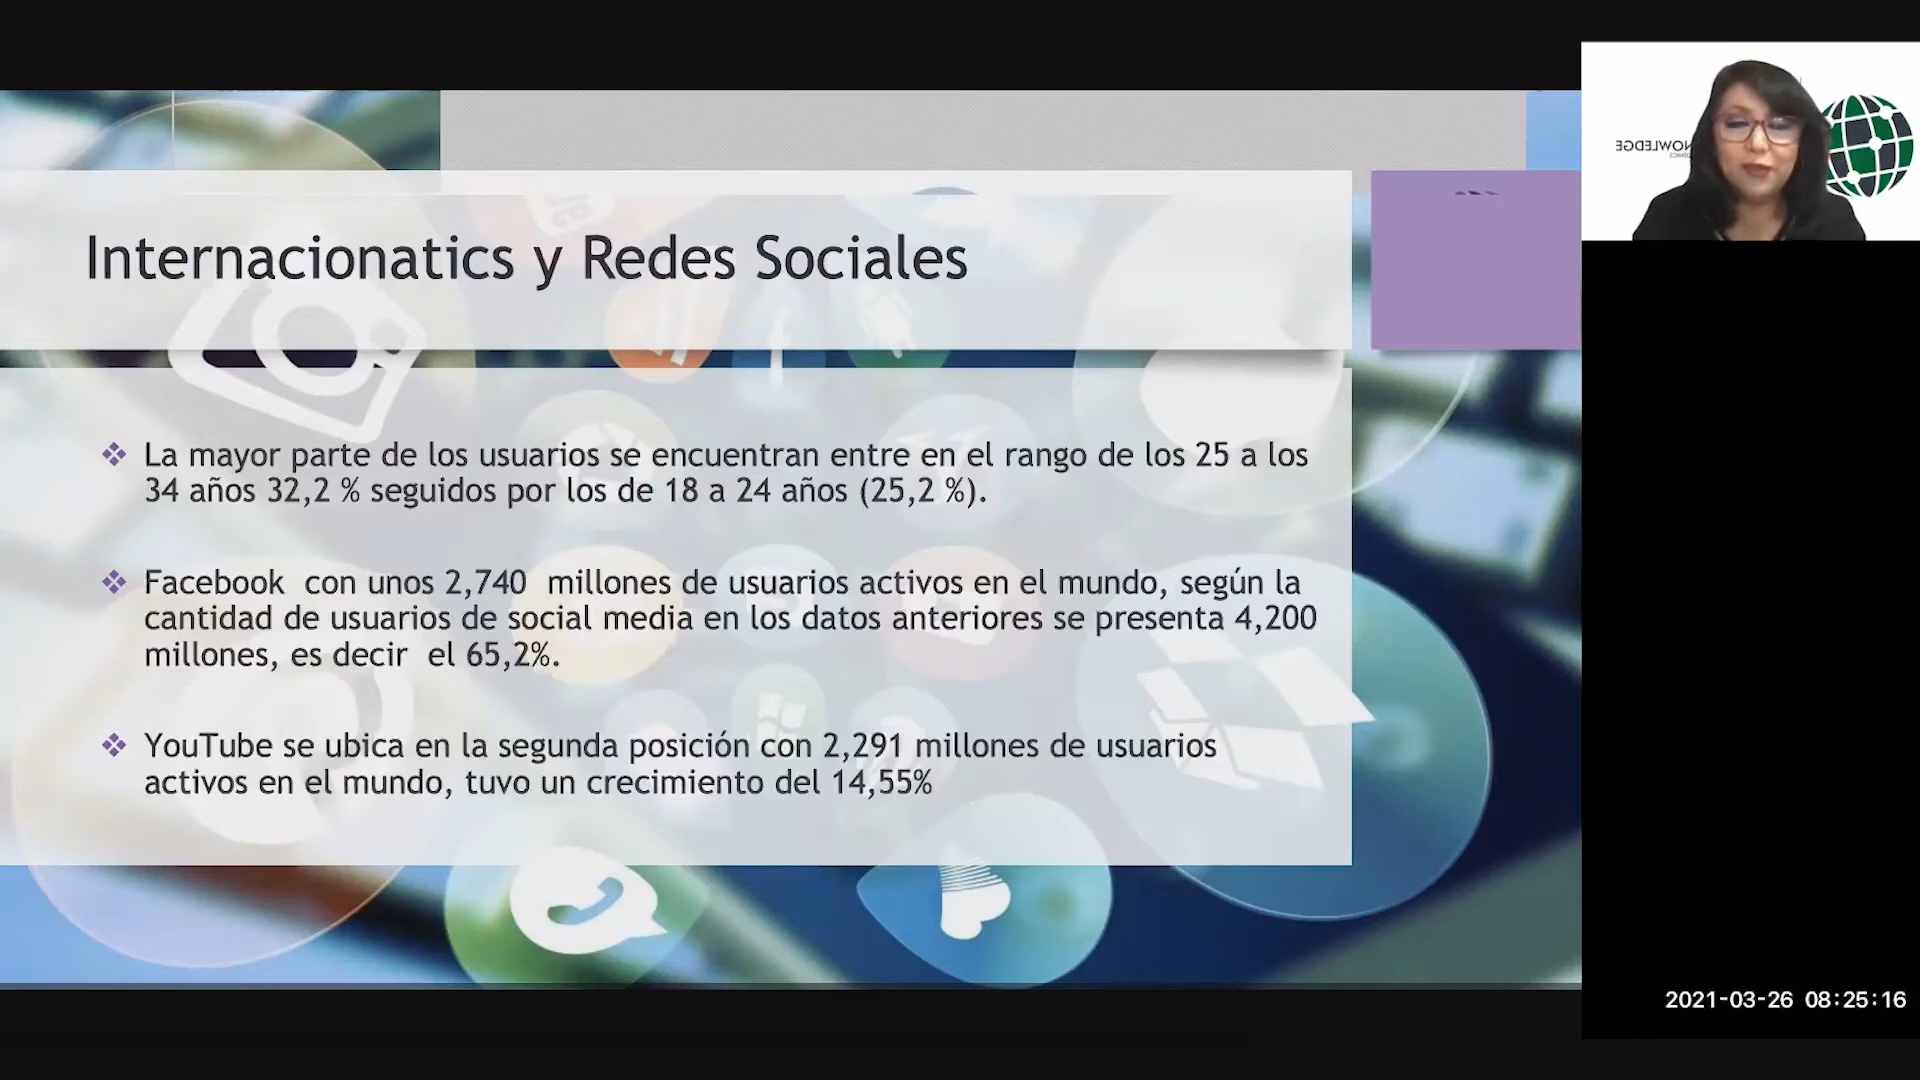 Internacionatics y Redes Sociales
La mayor parte de los usuarios se encuentran entre en el rango de los 25 a los
34 años 32,2 % seguidos por los de 18 a 24 años (25,2 %).
Facebook con unos 2,740 millones de usuarios activos en el mundo, según la
cantidad de usuarios de social media en los datos anteriores se presenta 4,200
millones, es decir el 65,2%.
YouTube se ubica en la segunda posición con 2,291 millones de usuarios
activos en el mundo, tuvo un crecimiento del 14,55%
2021-03-26 08:25:16